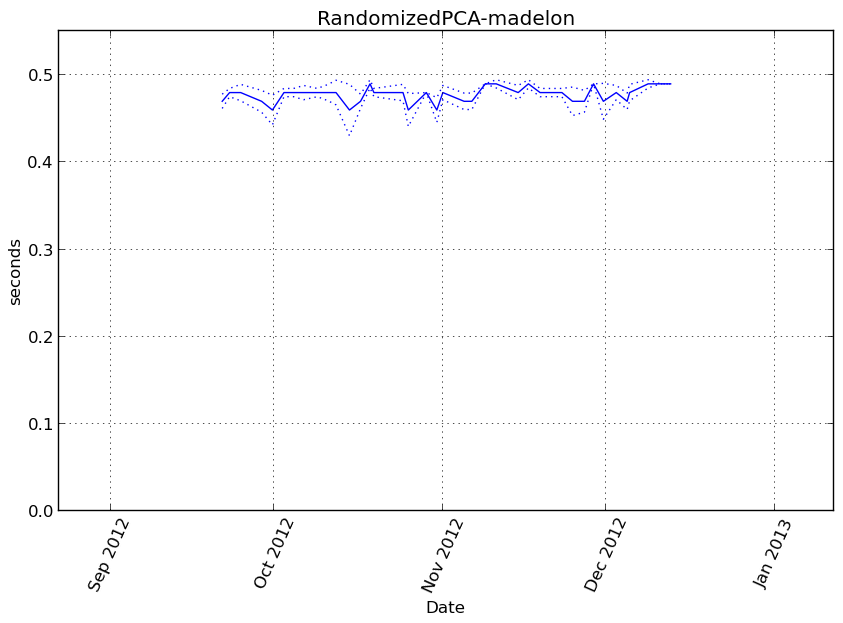 RandomizedPCA-madelon
0.5
0.4
0.3
0.2
0.1
0.0
seconds
Sep 2012
Oct 2012
Nov 2012
Dec 2012
Jan 2013
Date